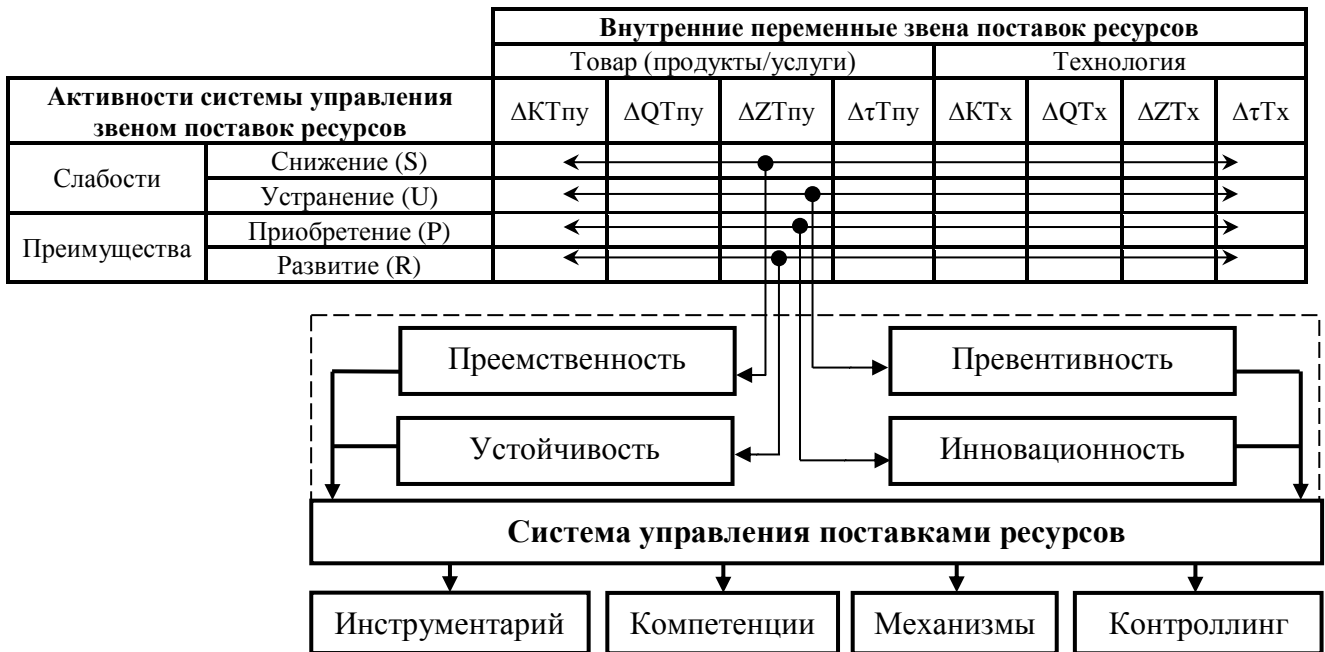 Внутренние переменные звена поставок ресурсов
Товар (продукты/услуги) Технология
Активности системы управления
звеном поставок ресурсов
ΔКТпу ΔQТпу ΔZТпу ΔτТпу ΔКТх ΔQТх ΔZТх ΔτТх
Слабости
Снижение (S)
Устранение (U)
Преимущества
Приобретение (P)
Развитие (R)
Преемственность Превентивность
Устойчивость Инновационность
Система управления поставками ресурсов
Инструментарий Компетенции Механизмы Контроллинг